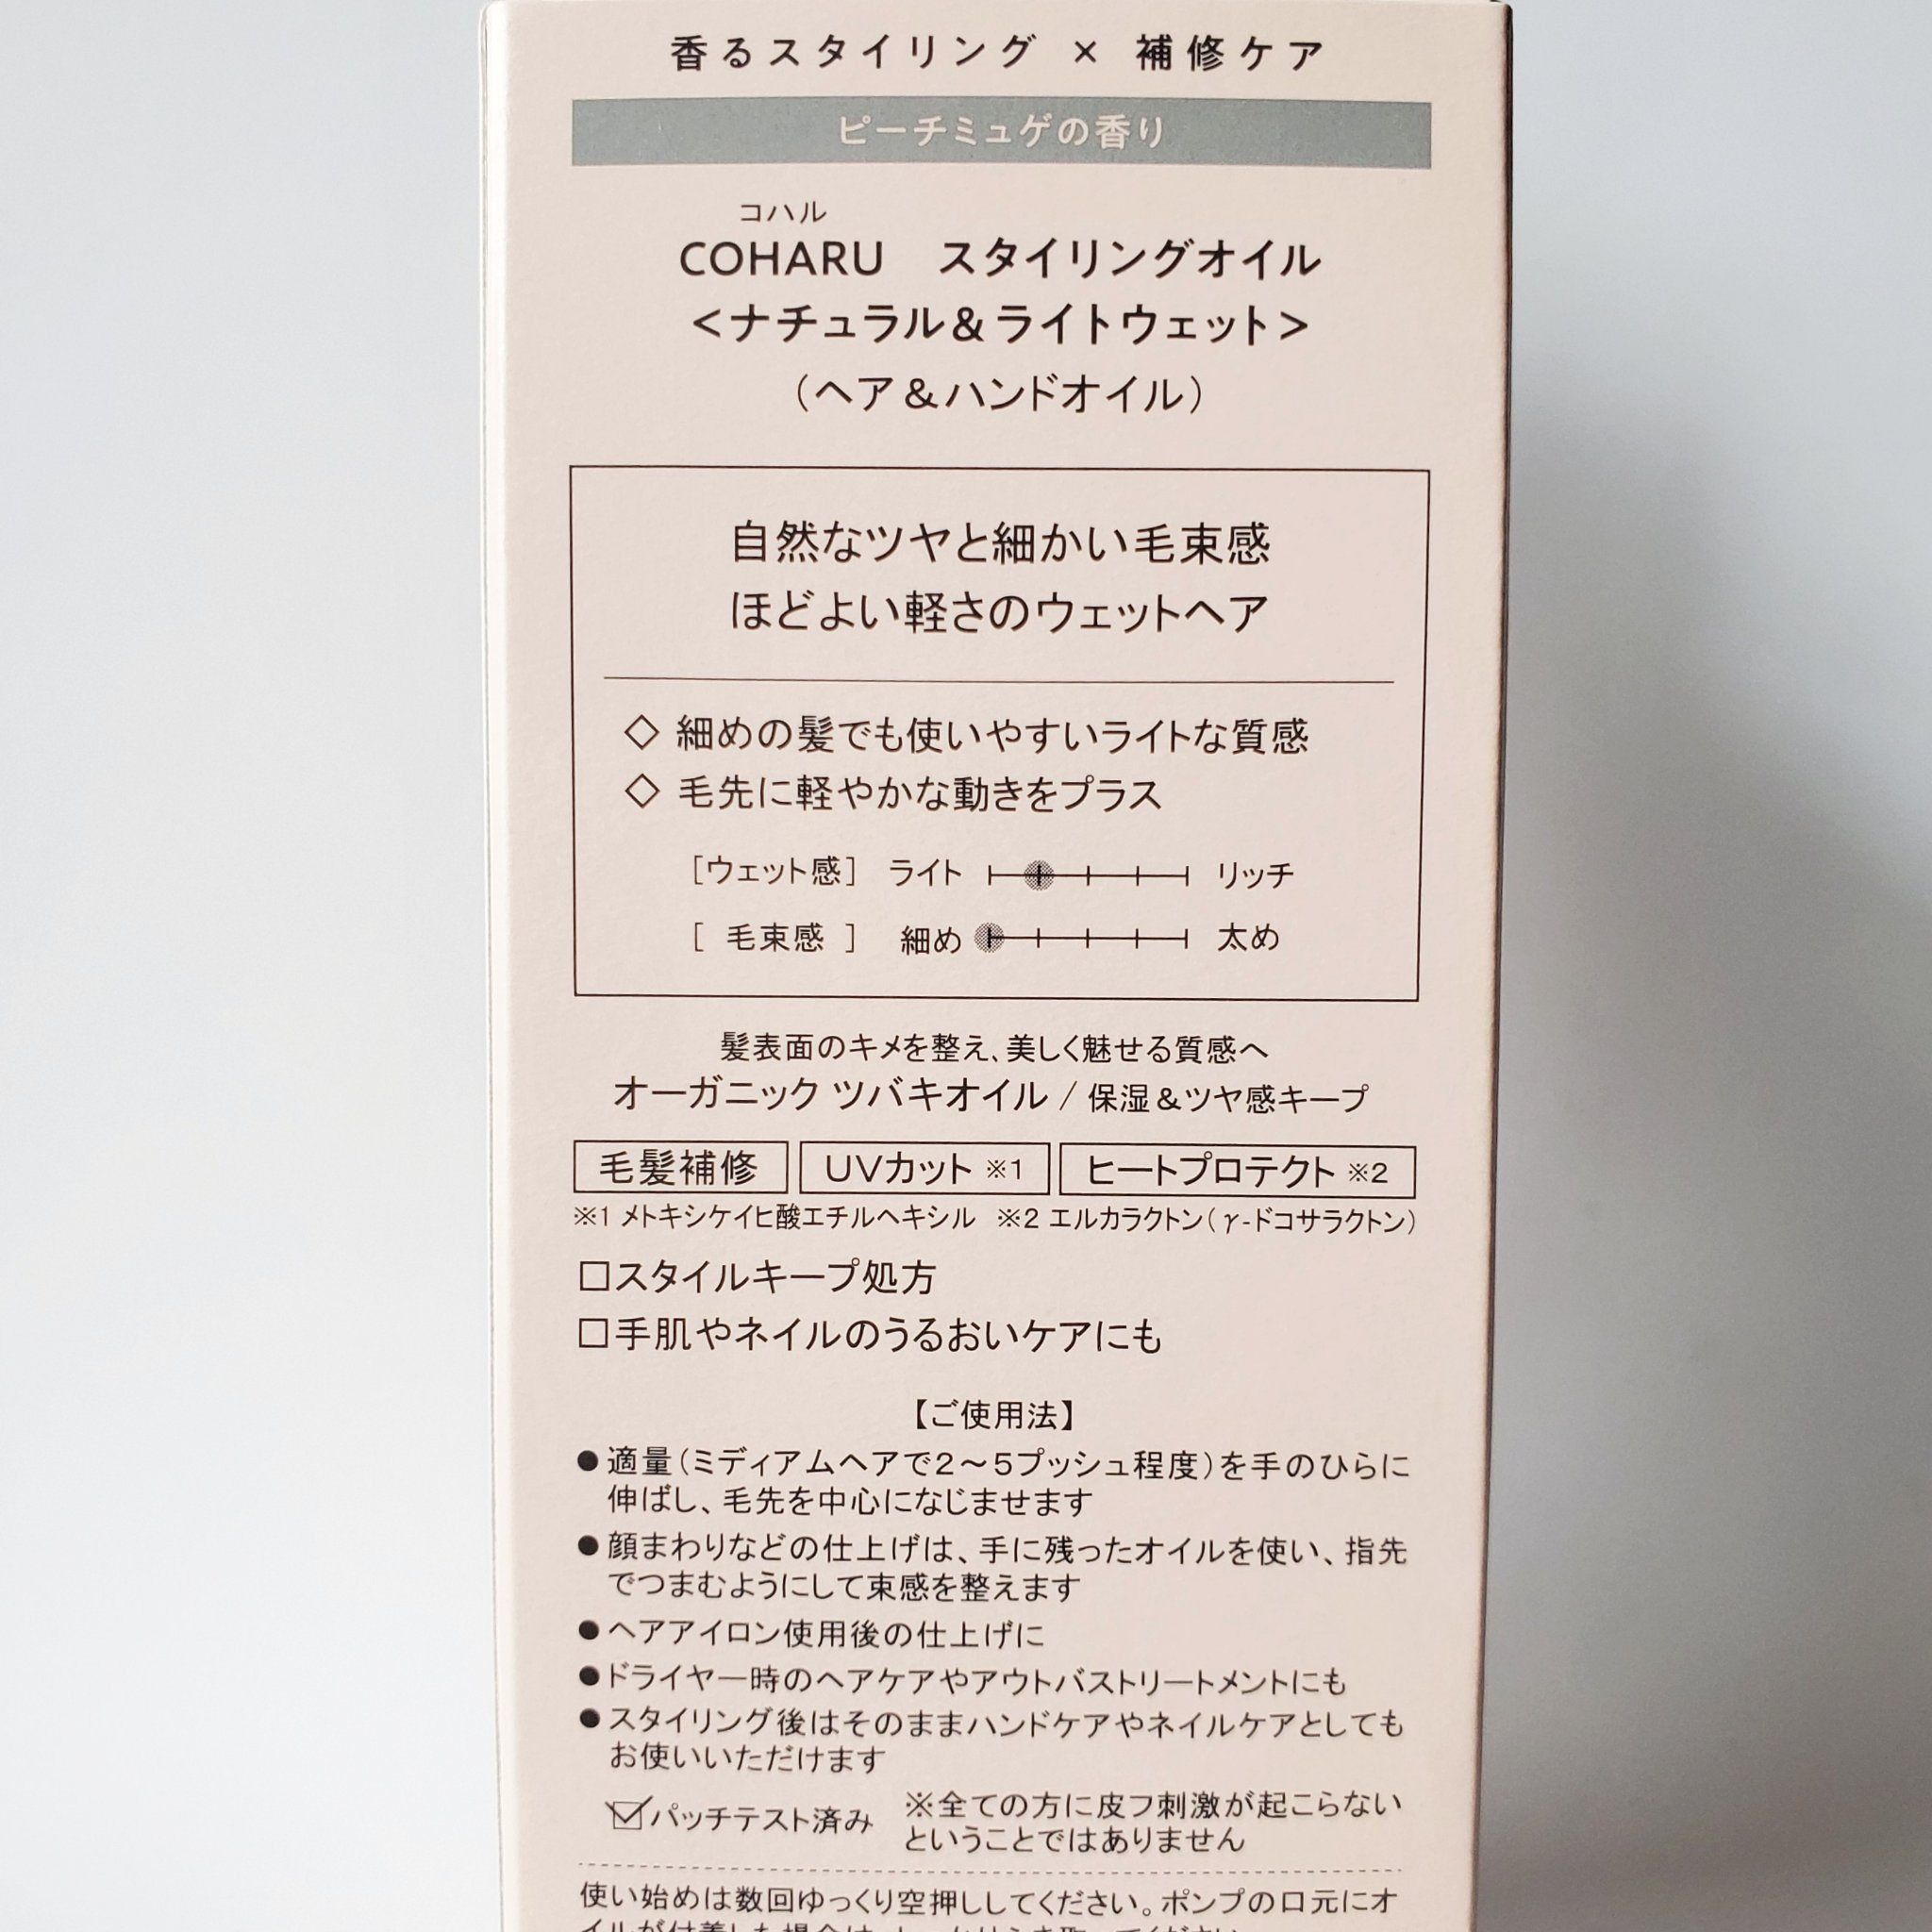 香るスタイリング × 補修ケア
ピーチミュゲの香り
コハル
COHARU スタイリングオイル
<ナチュラル&ライトウェット>
(ヘア&ハンドオイル)
自然なツヤと細かい毛束感
ほどよい軽さのウェットヘア
◇ 細めの髪でも使いやすいライトな質感
◇ 毛先に軽やかな動きをプラス
[ウェット感] ライト リッチ
[ 毛束感 ] 細め 太め
髪表面のキメを整え、美しく魅せる質感へ
オーガニック ツバキオイル / 保湿&ツヤ感キープ
毛髪補修 UVカット ※1 ヒートプロテクト ※2
※1 メトキシケイヒ酸エチルヘキシル ※2 エルカラクトン(γ-ドコサラクトン)
□スタイルキープ処方
□手肌やネイルのうるおいケアにも
【ご使用法】
●適量(ミディアムヘアで2〜5プッシュ程度)を手のひらに
伸ばし、毛先を中心になじませます
●顔まわりなどの仕上げは、手に残ったオイルを使い、指先
でつまむようにして束感を整えます
●ヘアアイロン使用後の仕上げに
●ドライヤー時のヘアケアやアウトバストリートメントにも
●スタイリング後はそのままハンドケアやネイルケアとしても
お使いいただけます
☑パッチテスト済み ※全ての方に皮フ刺激が起こらない
ということではありません
使い始めは数回ゆっくり空押ししてください。ポンプの口元にオ